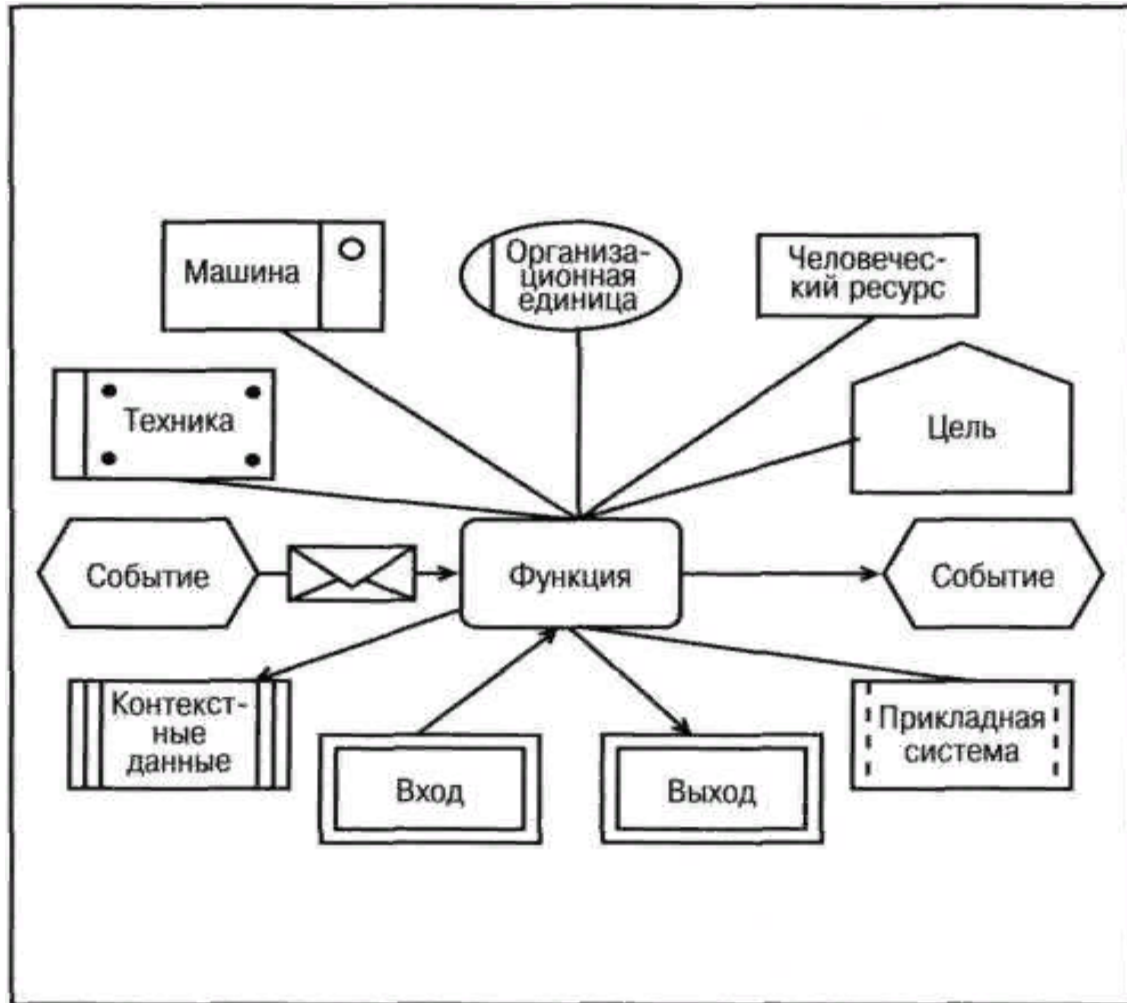 Машина
Организа-
ционная
единица
Человечес-
кий ресурс
Техника
Цель
Событие
Функция
Событие
Контекст-
ные
данные
Вход
Выход
Прикладная
система